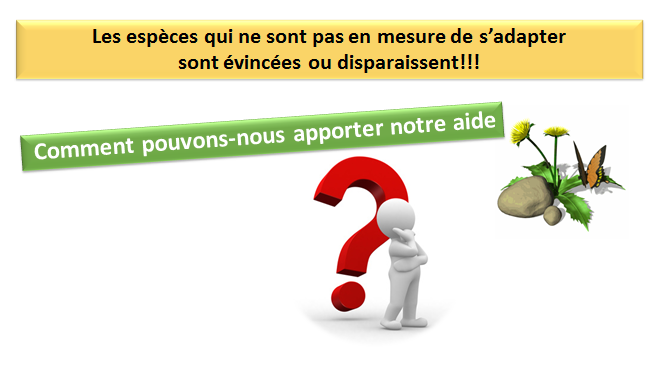 Les espèces qui ne sont pas en mesure de s’adapter
sont évincées ou disparaissent!!!
Comment pouvons-nous apporter notre aide